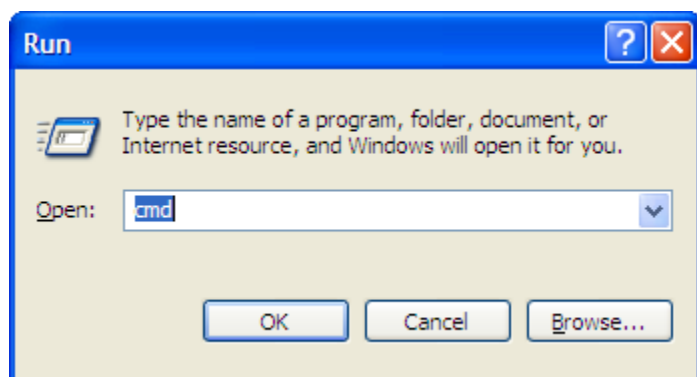 Run
Type the name of a program, folder, document, or
Internet resource, and Windows will open it for you.
Open: cmd
OK Cancel Browse...